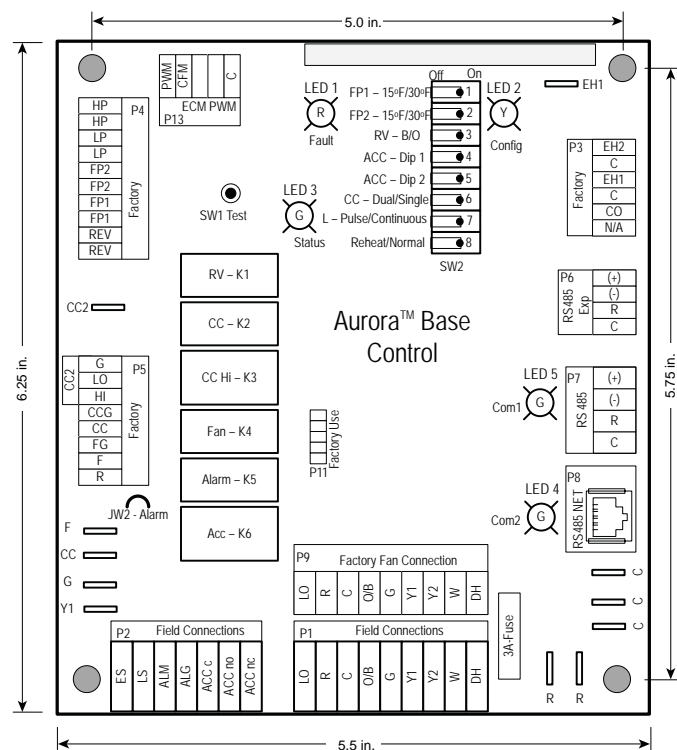 5.0 in.
6.25 in.
5.75 in.
5.5 in.
PWM
CFM
C
ECM PWM
P13
HP
HP
LP
LP
FP2
FP2
FP1
FP1
REV
REV
P4
Factory
LED 1
R
Fault
Off
On
FP1 – 15ºF/30ºF
1
FP2 – 15ºF/30ºF
2
RV – B/O
3
ACC – Dip 1
4
ACC – Dip 2
5
CC – Dual/Single
6
L – Pulse/Continuous
7
Reheat/Normal
8
SW2
LED 2
Y
Config
EH1
P3
Factory
EH2
C
EH1
C
CO
N/A
SW1 Test
LED 3
G
Status
P6
RS485
Exp
(+)
(-)
R
C
CC2
RV – K1
CC – K2
CC Hi – K3
Fan – K4
Alarm – K5
Acc – K6
Aurora™ Base
Control
CC2
G
LO
HI
CCG
CC
FG
F
R
P5
Factory
P11
Factory Use
LED 5
Com1
G
P7
RS 485
(+)
(-)
R
C
LED 4
Com2
G
P8
RS485 NET
JW2 - Alarm
F
CC
G
Y1
P9
Factory Fan Connection
LO
R
C
O/B
G
Y1
Y2
W
DH
3A-Fuse
C
C
C
P2
Field Connections
ES
LS
ALM
ALG
ACC c
ACC no
ACC nc
P1
Field Connections
LO
R
C
O/B
G
Y1
Y2
W
DH
R
R